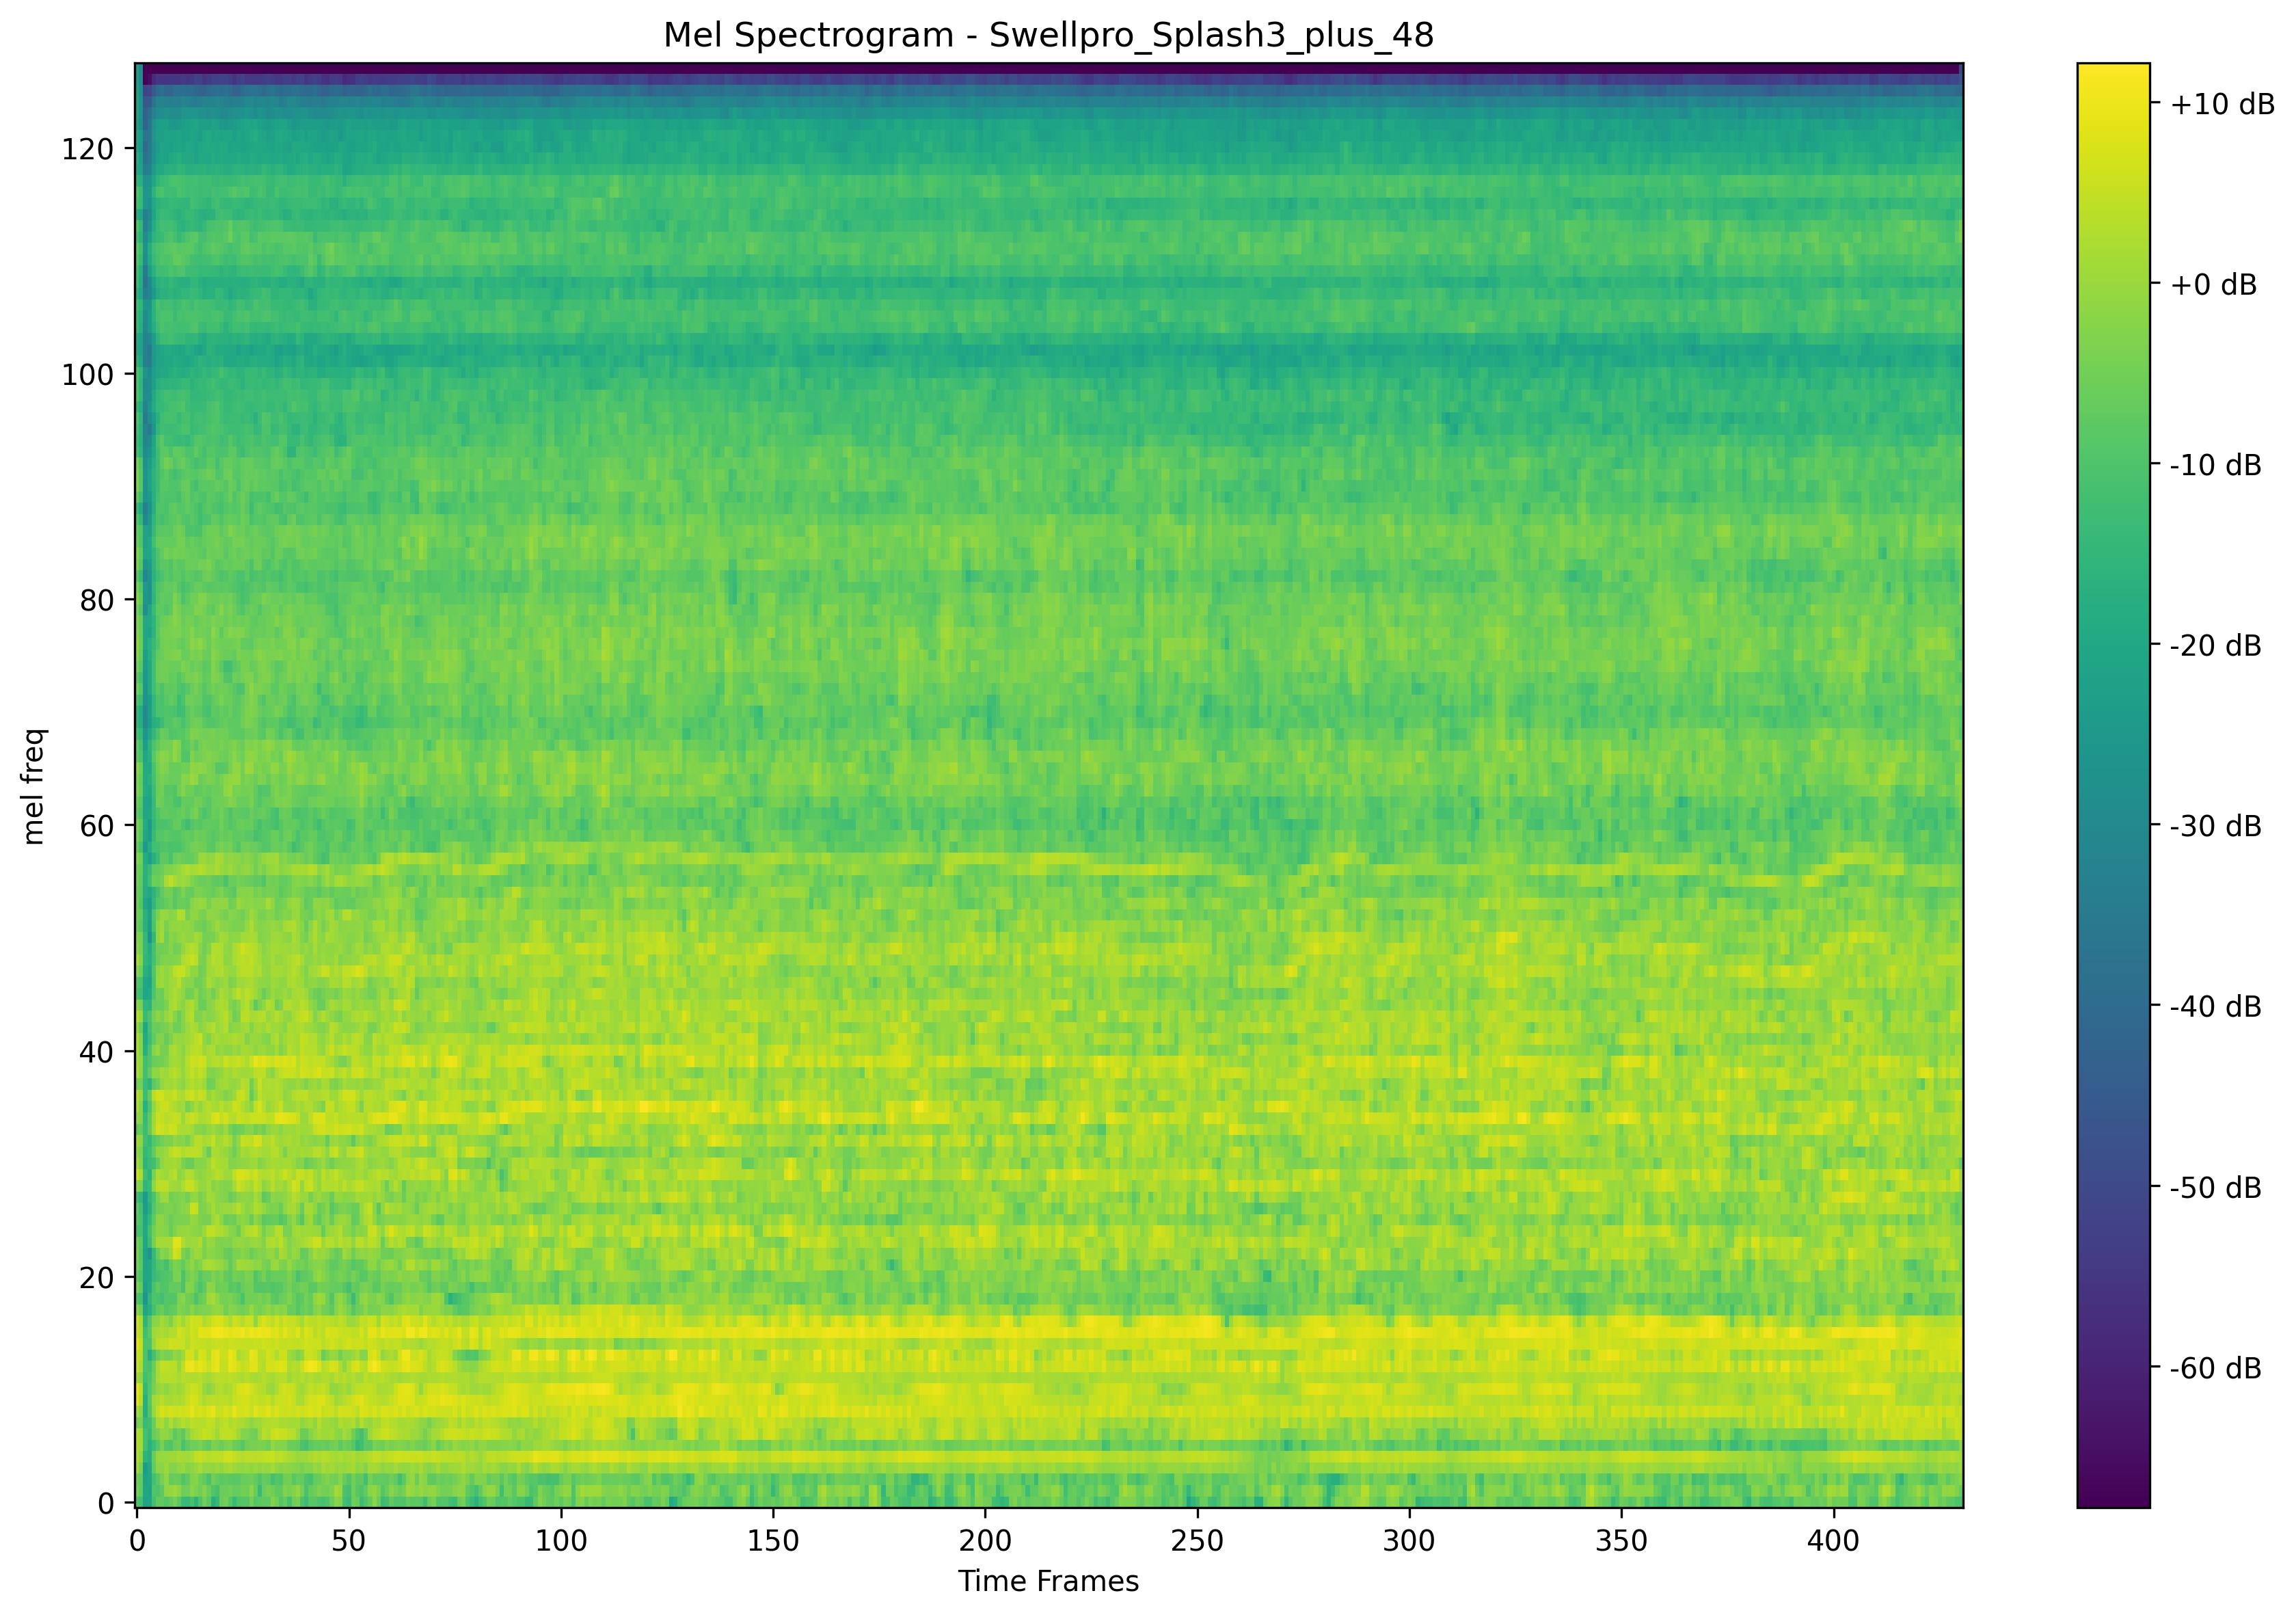 Mel Spectrogram - Swellpro_Splash3_plus_48
mel freq
120
100
80
60
40
20
0
0 50 100 150 200 250 300 350 400
Time Frames
+10 dB
+0 dB
-10 dB
-20 dB
-30 dB
-40 dB
-50 dB
-60 dB